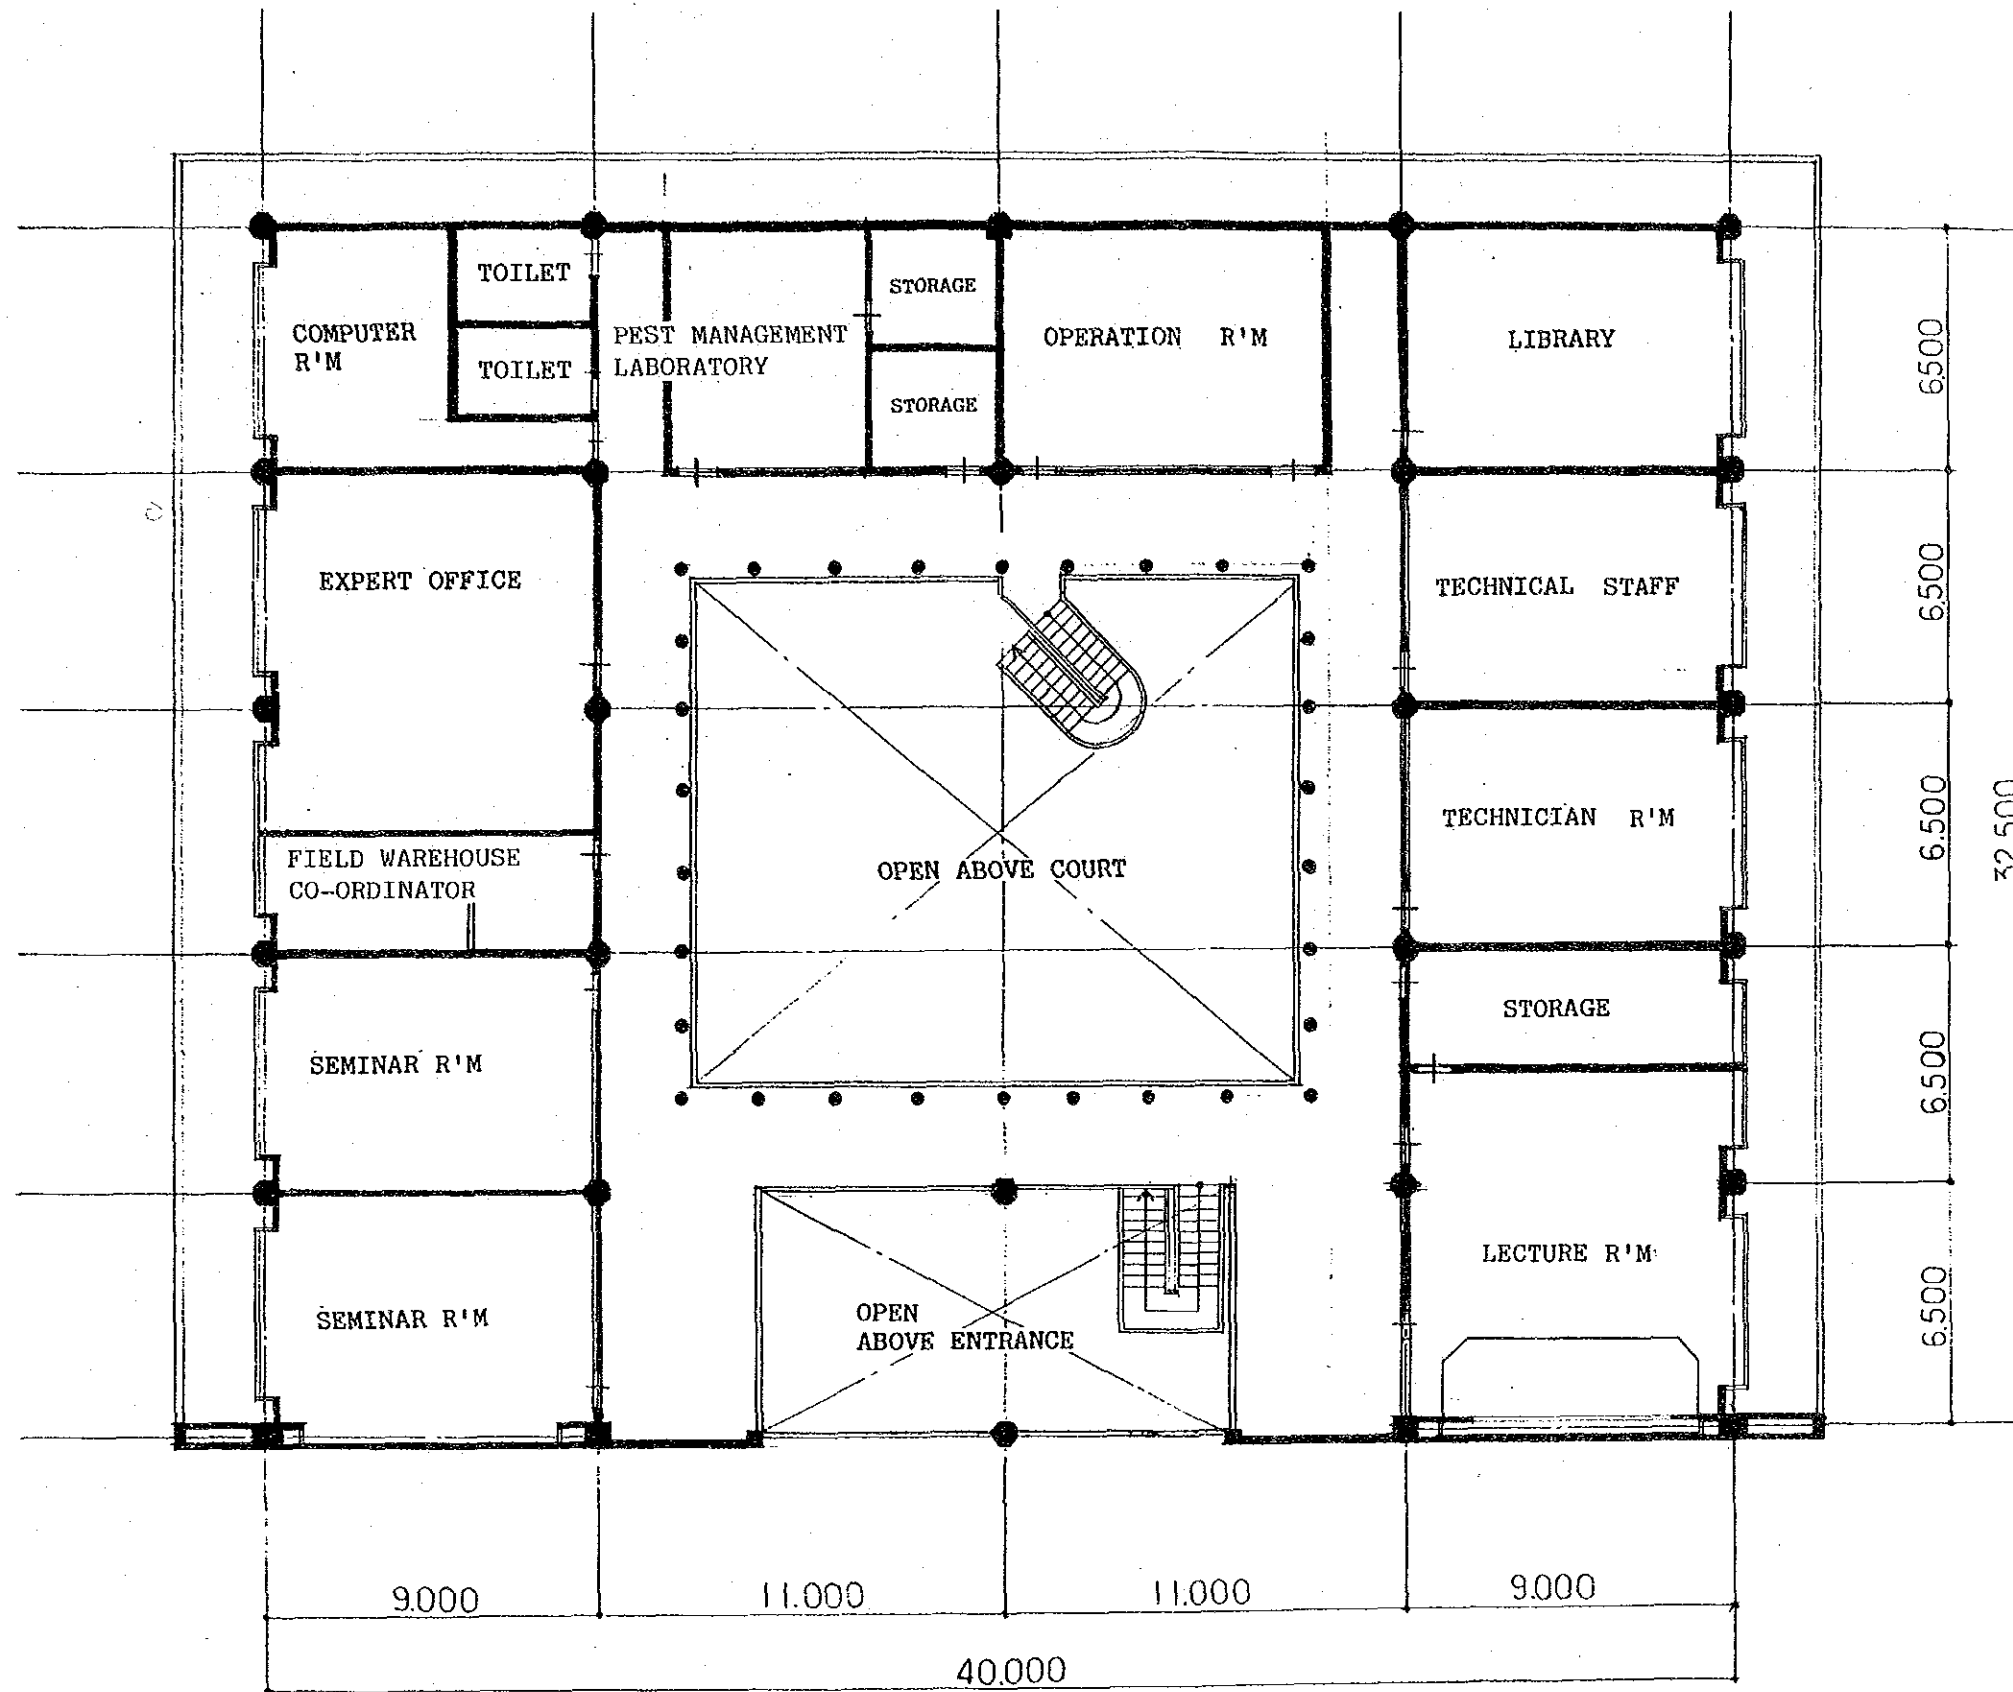 TOILET
STORAGE
COMPUTER
R'M
PEST MANAGEMENT
LABORATORY
OPERATION R'M
LIBRARY
TOILET
STORAGE
6.500
EXPERT OFFICE
TECHNICAL STAFF
6.500
TECHNICIAN R'M
6.500
32.500
FIELD WAREHOUSE
CO-ORDINATOR
OPEN ABOVE COURT
STORAGE
SEMINAR R'M
6.500
LECTURE R'M
SEMINAR R'M
OPEN
ABOVE ENTRANCE
6.500
9.000
11.000
11.000
9.000
40.000